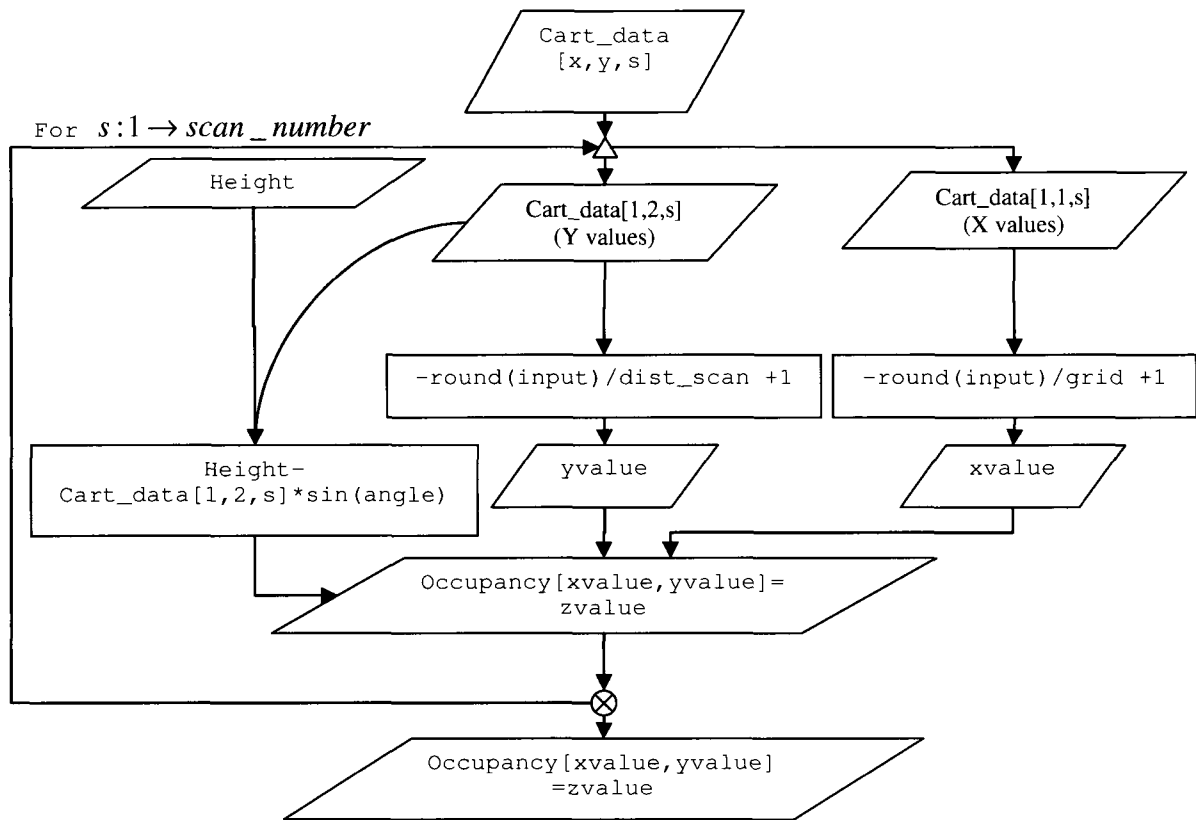 Cart_data
[x,y,s]
For s:1 → scan_number
Height
Cart_data[1,2,s]
(Y values)
Cart_data[1,1,s]
(X values)
-round(input)/dist_scan +1
-round(input)/grid +1
Height-
Cart_data[1,2,s]*sin(angle)
yvalue
xvalue
Occupancy[xvalue,yvalue]=
zvalue
Occupancy[xvalue,yvalue]
=zvalue